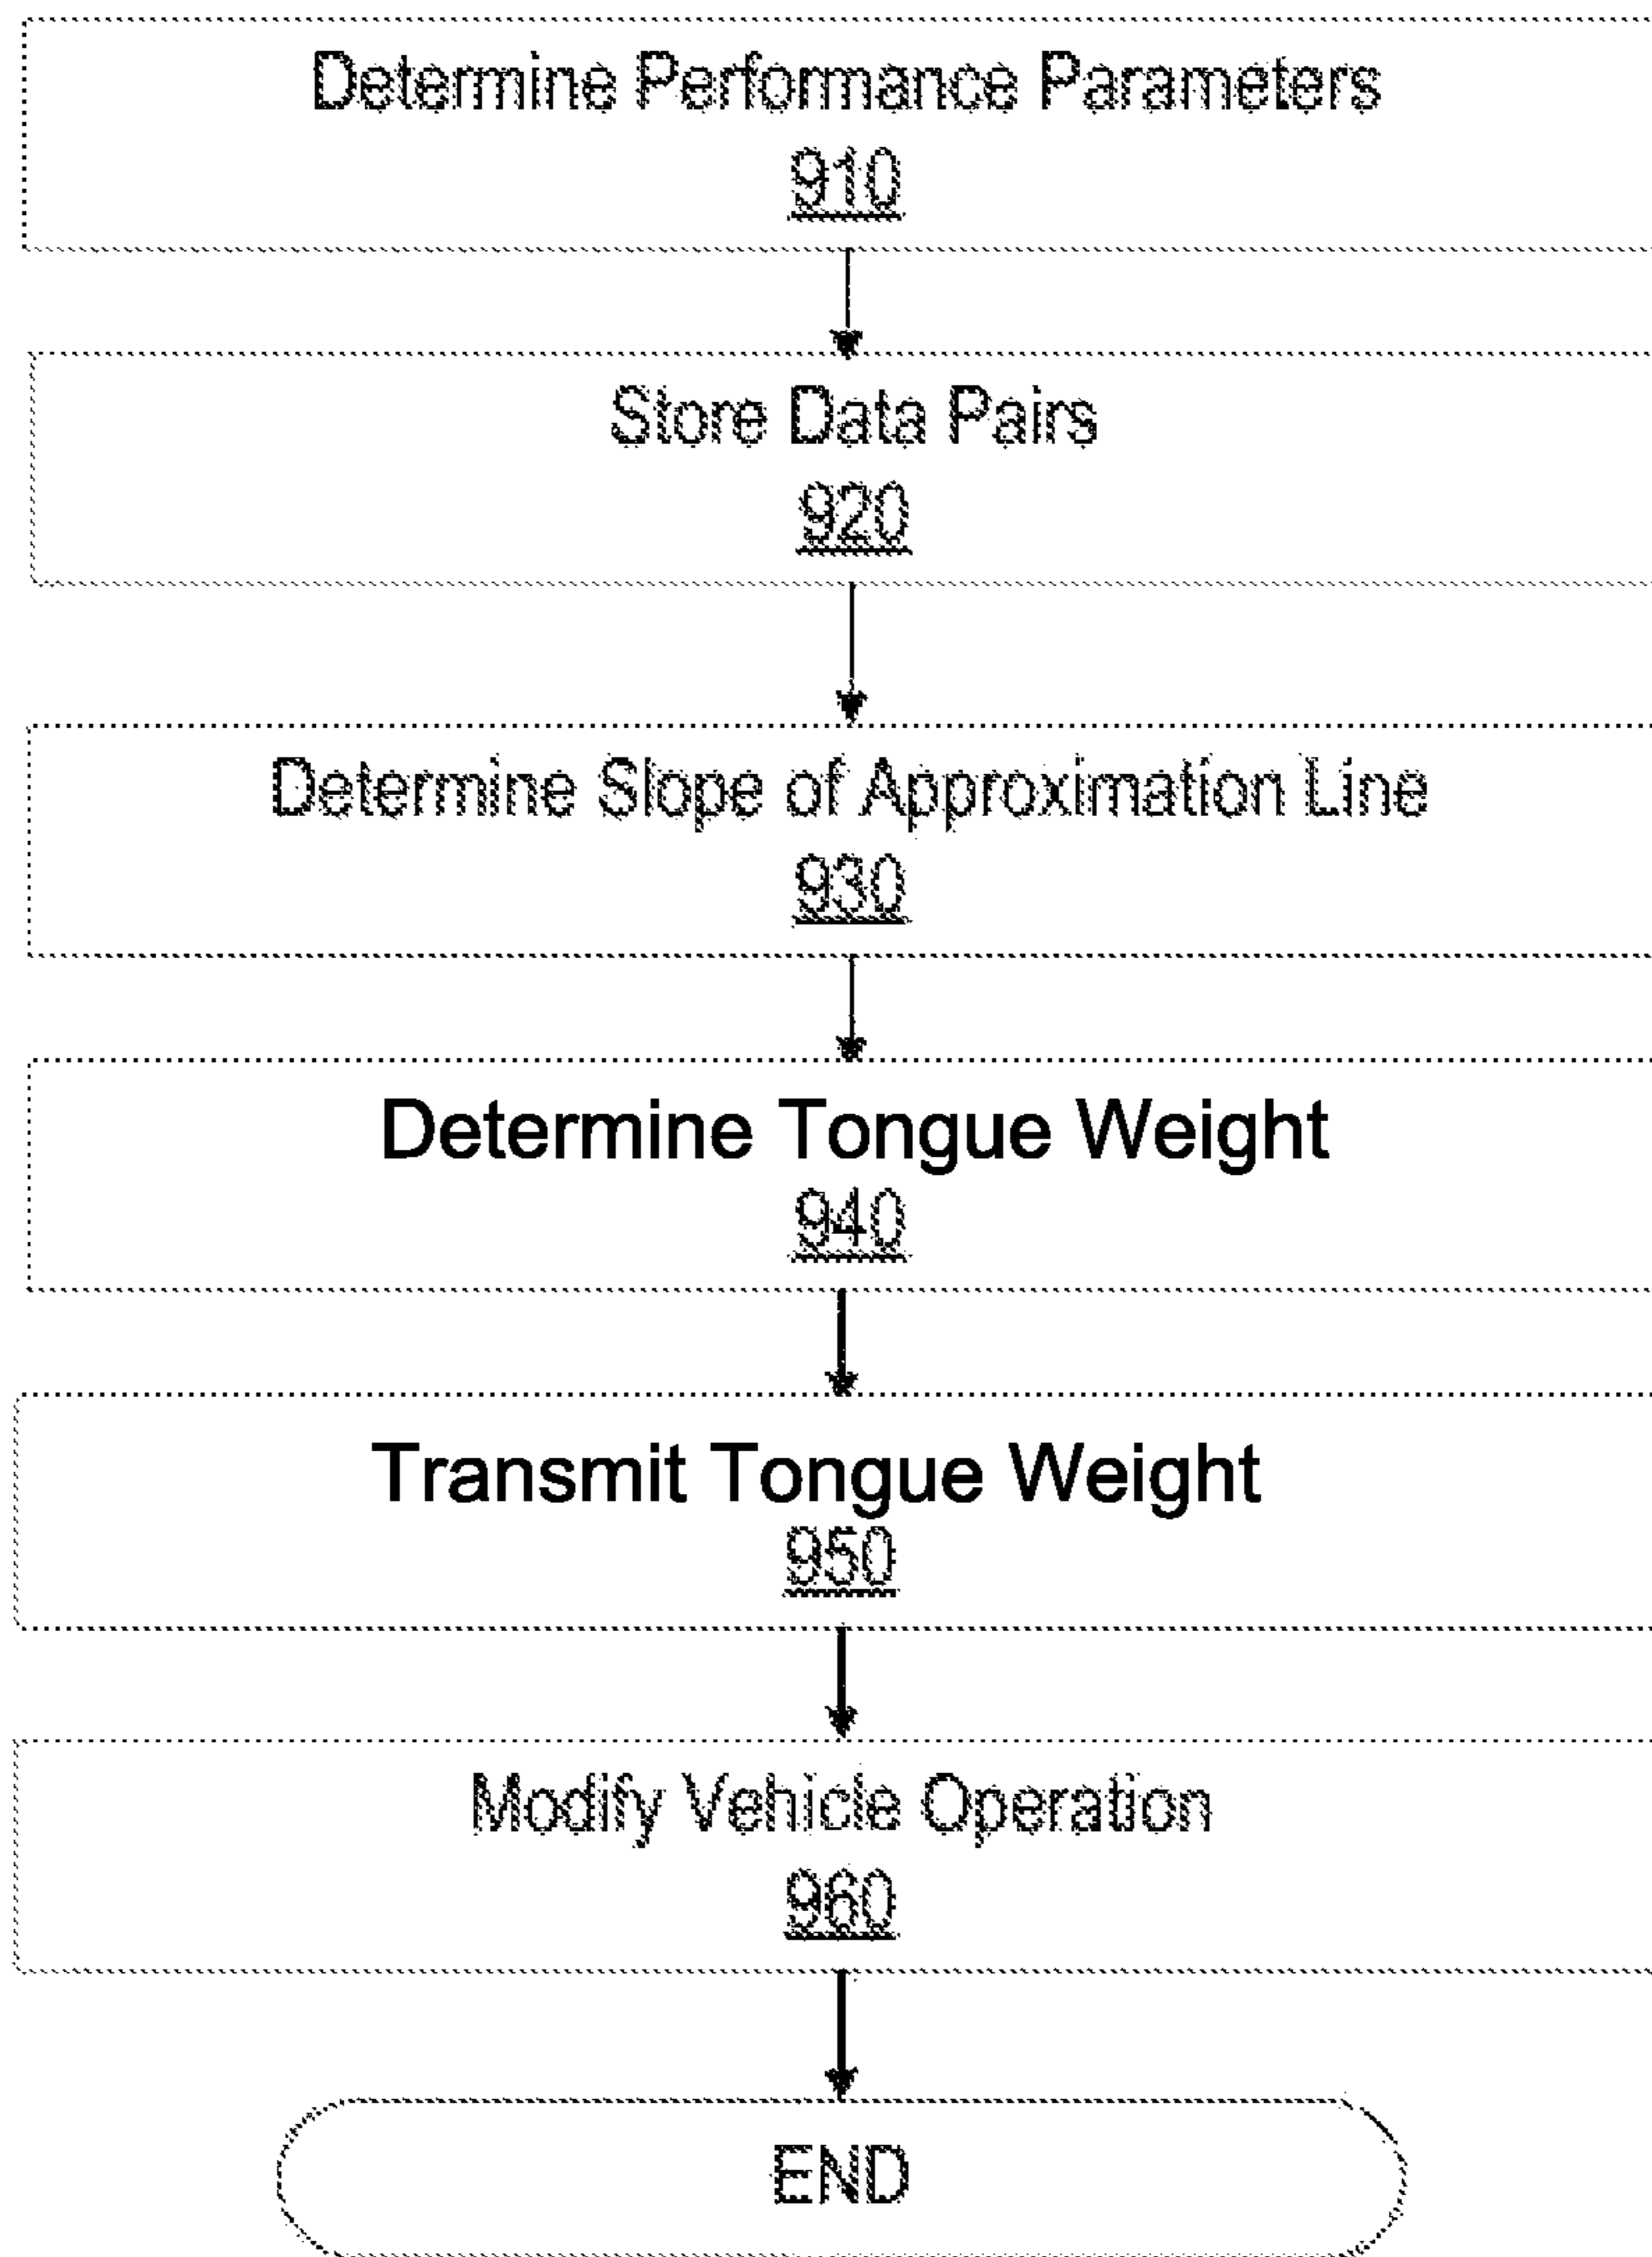 Determine Performance Parameters
910
Store Data Pairs
920
Determine Slope of Approximation Line
930
Determine Tongue Weight
940
Transmit Tongue Weight
950
Modify Vehicle Operation
960
END